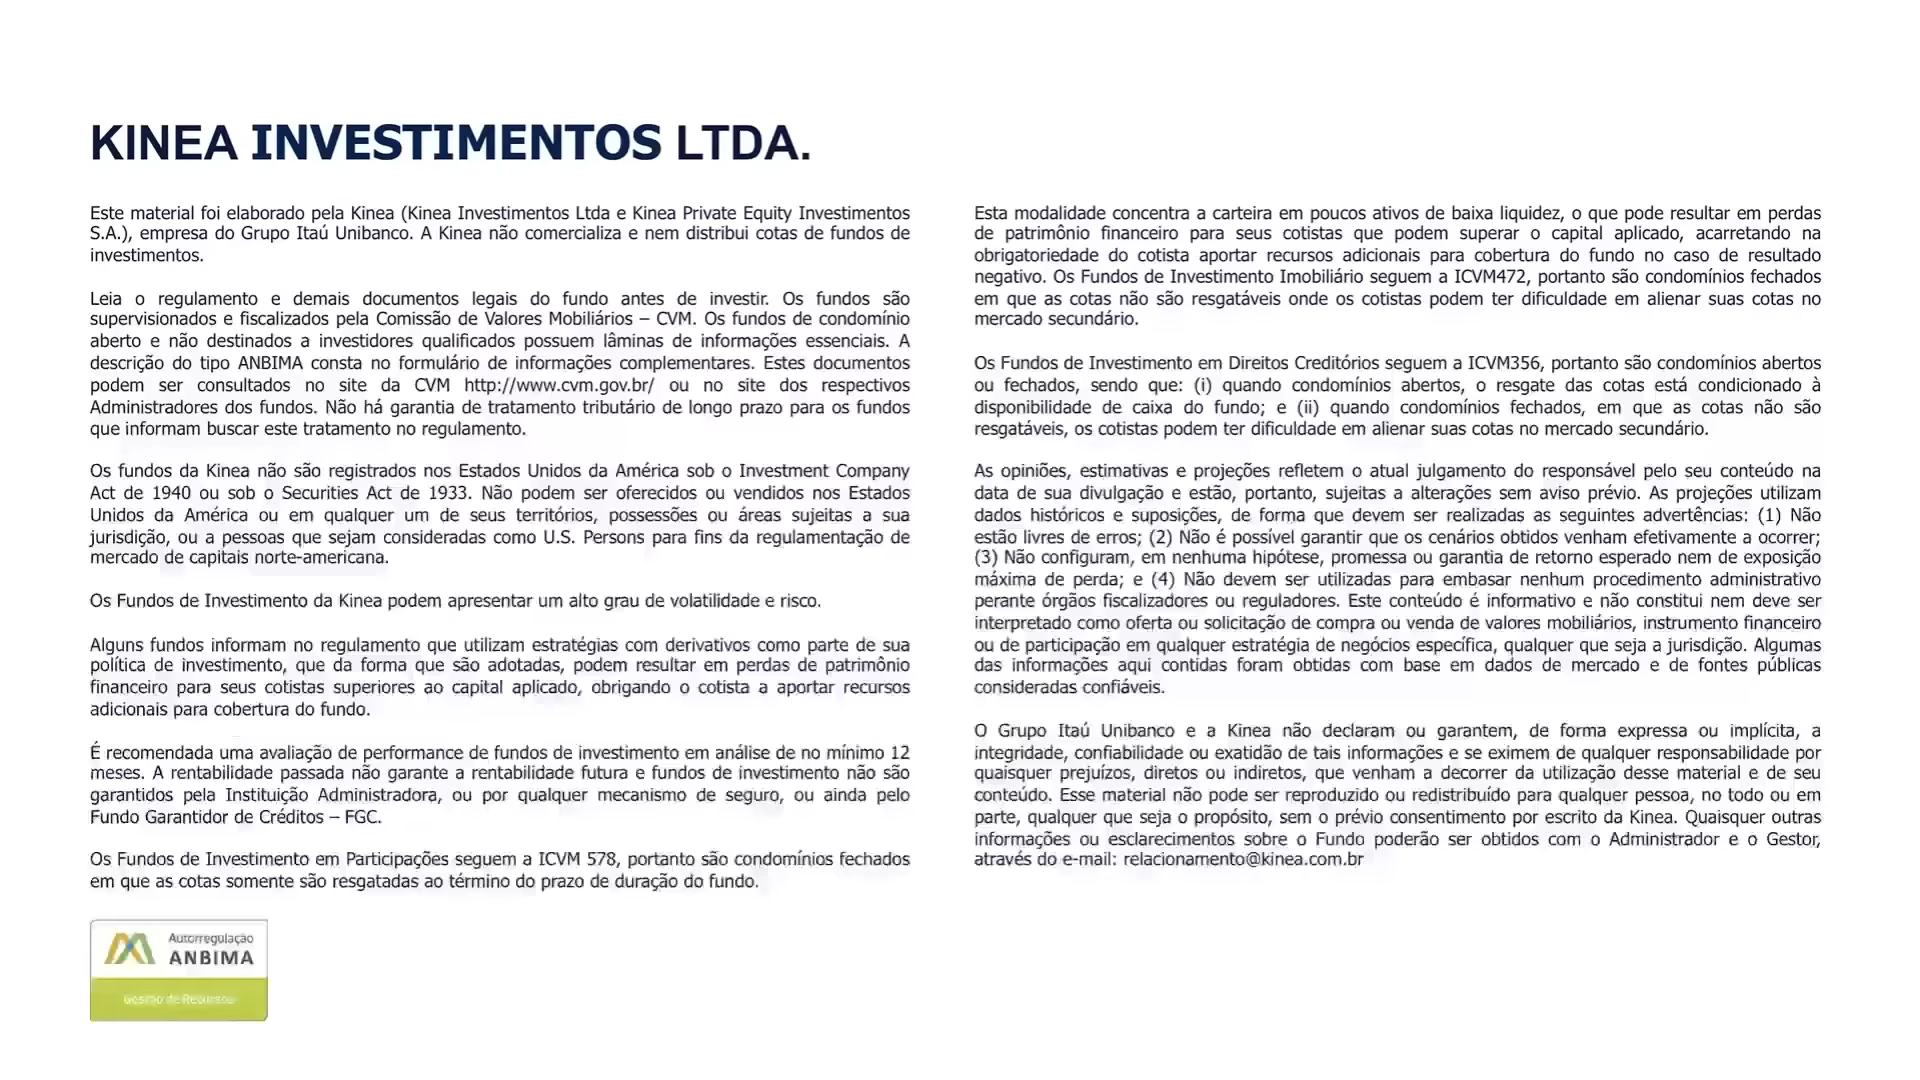 KINEA INVESTIMENTOS LTDA.
Este material foi elaborado pela Kinea (Kinea Investimentos Ltda e Kinea Private Equity Investimentos
S.A.), empresa do Grupo Itaú Unibanco. A Kinea não comercializa e nem distribui cotas de fundos de
investimentos.
Leia o regulamento e demais documentos legais do fundo antes de investir. Os fundos são
supervisionados e fiscalizados pela Comissão de Valores Mobiliários – CVM. Os fundos de condomínio
aberto e não destinados a investidores qualificados possuem lâminas de informações essenciais. A
descrição do tipo ANBIMA consta no formulário de informações complementares. Estes documentos
podem ser consultados no site da CVM http://www.cvm.gov.br/ ou no site dos respectivos
Administradores dos fundos. Não há garantia de tratamento tributário de longo prazo para os fundos
que informam buscar este tratamento no regulamento.
Os fundos da Kinea não são registrados nos Estados Unidos da América sob o Investment Company
Act de 1940 ou sob o Securities Act de 1933. Não podem ser oferecidos ou vendidos nos Estados
Unidos da América ou em qualquer um de seus territórios, possessões ou áreas sujeitas a sua
jurisdição, ou a pessoas que sejam consideradas como U.S. Persons para fins da regulamentação de
mercado de capitais norte-americana.
Os Fundos de Investimento da Kinea podem apresentar um alto grau de volatilidade e risco.
Alguns fundos informam no regulamento que utilizam estratégias com derivativos como parte de sua
política de investimento, que da forma que são adotadas, podem resultar em perdas de patrimônio
financeiro para seus cotistas superiores ao capital aplicado, obrigando o cotista a aportar recursos
adicionais para cobertura do fundo.
É recomendada uma avaliação de performance de fundos de investimento em análise de no mínimo 12
meses. A rentabilidade passada não garante a rentabilidade futura e fundos de investimento não são
garantidos pela Instituição Administradora, ou por qualquer mecanismo de seguro, ou ainda pelo
Fundo Garantidor de Créditos – FGC.
Os Fundos de Investimento em Participações seguem a ICVM 578, portanto são condomínios fechados
em que as cotas somente são resgatadas ao término do prazo de duração do fundo.
Autorregulação
ANBIMA
Gestão de Recursos
Esta modalidade concentra a carteira em poucos ativos de baixa liquidez, o que pode resultar em perdas
de patrimônio financeiro para seus cotistas que podem superar o capital aplicado, acarretando na
obrigatoriedade do cotista aportar recursos adicionais para cobertura do fundo no caso de resultado
negativo. Os Fundos de Investimento Imobiliário seguem a ICVM472, portanto são condomínios fechados
em que as cotas não são resgatáveis onde os cotistas podem ter dificuldade em alienar suas cotas no
mercado secundário.
Os Fundos de Investimento em Direitos Creditórios seguem a ICVM356, portanto são condomínios abertos
ou fechados, sendo que: (i) quando condomínios abertos, o resgate das cotas está condicionado à
disponibilidade de caixa do fundo; e (ii) quando condomínios fechados, em que as cotas não são
resgatáveis, os cotistas podem ter dificuldade em alienar suas cotas no mercado secundário.
As opiniões, estimativas e projeções refletem o atual julgamento do responsável pelo seu conteúdo na
data de sua divulgação e estão, portanto, sujeitas a alterações sem aviso prévio. As projeções utilizam
dados históricos e suposições, de forma que devem ser realizadas as seguintes advertências: (1) Não
estão livres de erros; (2) Não é possível garantir que os cenários obtidos venham efetivamente a ocorrer;
(3) Não configuram, em nenhuma hipótese, promessa ou garantia de retorno esperado nem de exposição
máxima de perda; e (4) Não devem ser utilizadas para embasar nenhum procedimento administrativo
perante órgãos fiscalizadores ou reguladores. Este conteúdo é informativo e não constitui nem deve ser
interpretado como oferta ou solicitação de compra ou venda de valores mobiliários, instrumento financeiro
ou de participação em qualquer estratégia de negócios específica, qualquer que seja a jurisdição. Algumas
das informações aqui contidas foram obtidas com base em dados de mercado e de fontes públicas
consideradas confiáveis.
O Grupo Itaú Unibanco e a Kinea não declaram ou garantem, de forma expressa ou implícita, a
integridade, confiabilidade ou exatidão de tais informações e se eximem de qualquer responsabilidade por
quaisquer prejuízos, diretos ou indiretos, que venham a decorrer da utilização desse material e de seu
conteúdo. Esse material não pode ser reproduzido ou redistribuído para qualquer pessoa, no todo ou em
parte, qualquer que seja o propósito, sem o prévio consentimento por escrito da Kinea. Quaisquer outras
informações ou esclarecimentos sobre o Fundo poderão ser obtidos com o Administrador e o Gestor,
através do e-mail: relacionamento@kinea.com.br